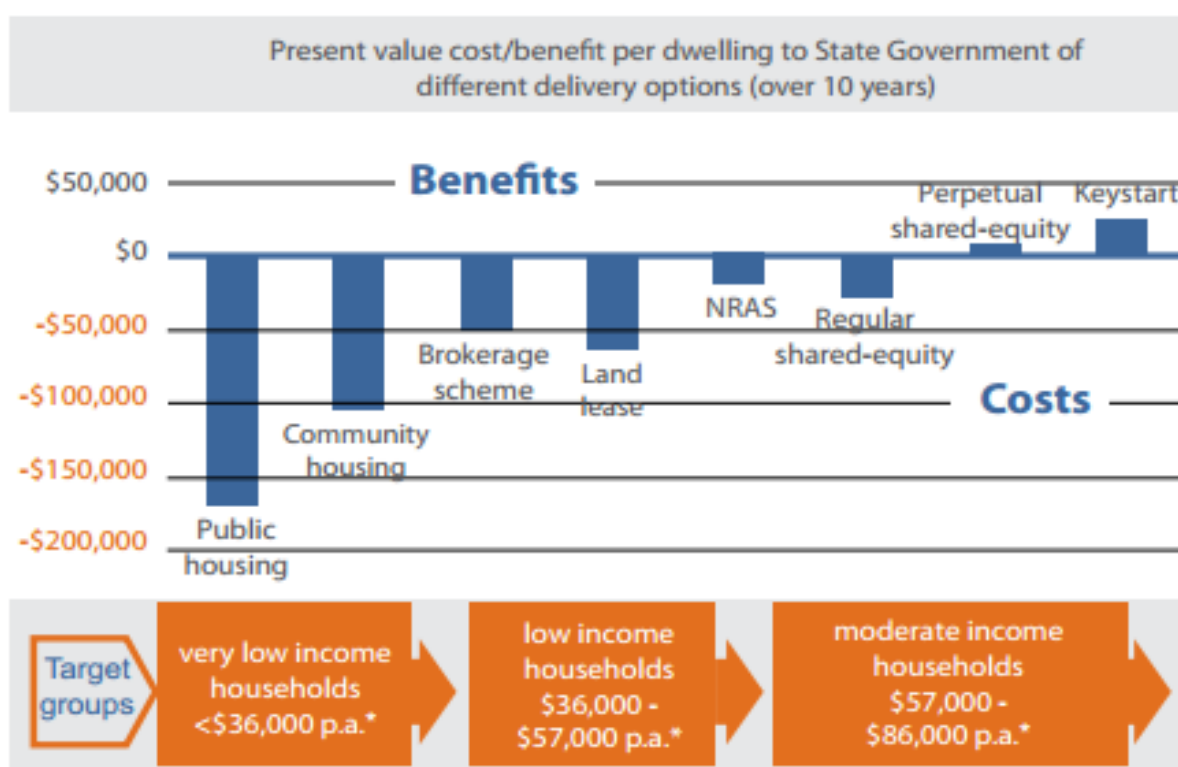 Present value cost/benefit per dwelling to State Government of
different delivery options (over 10 years)
$50,000
Benefits
Perpetual
shared-equity
Keystart
$0
-$50,000
NRAS
Regular
shared-equity
Brokerage
scheme
Land
lease
-$100,000
Costs
Community
housing
-$150,000
Public
housing
-$200,000
Target
groups
very low income
households
<$36,000 p.a.*
low income
households
$36,000 -
$57,000 p.a.*
moderate income
households
$57,000 -
$86,000 p.a.*